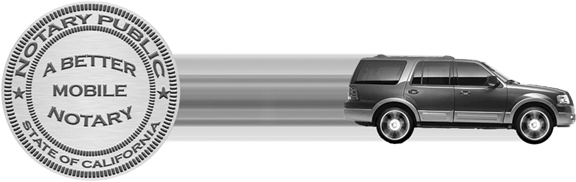 NOTARY PUBLIC
A BETTER
MOBILE
NOTARY
STATE OF CALIFORNIA